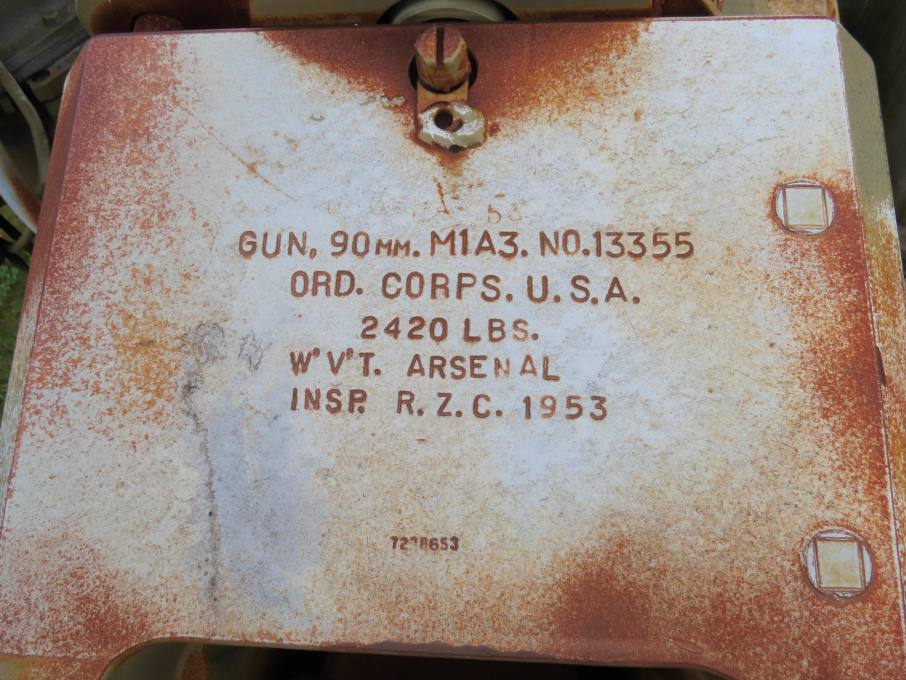 GUN, 90MM. M1A3. NO.13355
ORD. CORPS. U.S.A.
2420 LBS.
W'V'T. ARSENAL
INSP. R.Z.C. 1953